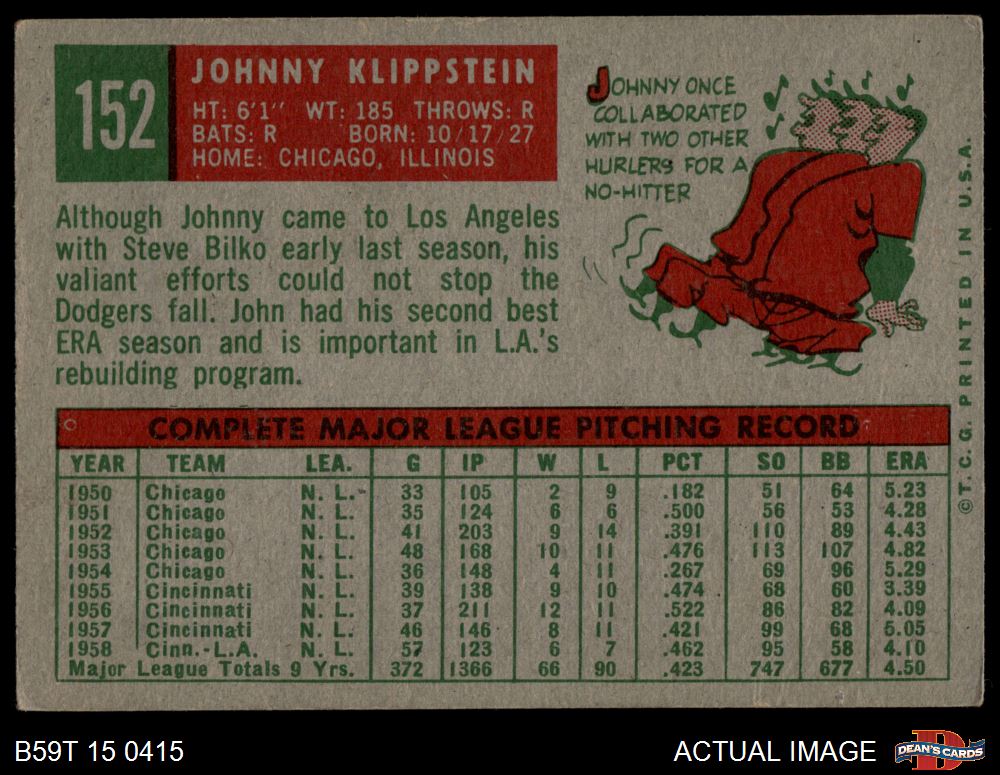 152
JOHNNY KLIPPSTEIN
HT: 6'1" WT: 185 THROWS: R
BATS: R BORN: 10/17/27
HOME: CHICAGO, ILLINOIS
JOHNNY ONCE
COLLABORATED
WITH TWO OTHER
HURLERS FOR A
NO-HITTER
Although Johnny came to Los Angeles
with Steve Bilko early last season, his
valiant efforts could not stop the
Dodgers fall. John had his second best
ERA season and is important in L.A.'s
rebuilding program.
COMPLETE MAJOR LEAGUE PITCHING RECORD
YEAR TEAM LEA. G IP W L PCT SO BB ERA
1950 Chicago N. L. 33 105 2 9 .182 51 64 5.23
1951 Chicago N. L. 35 124 6 6 .500 56 53 4.28
1952 Chicago N. L. 41 203 9 14 .391 110 89 4.43
1953 Chicago N. L. 48 168 10 11 .476 113 107 4.82
1954 Chicago N. L. 36 148 4 11 .267 69 96 5.29
1955 Cincinnati N. L. 39 138 9 10 .474 68 60 3.39
1956 Cincinnati N. L. 37 211 12 11 .522 86 82 4.09
1957 Cincinnati N. L. 46 146 8 11 .421 99 68 5.05
1958 Cinn.-L.A. N. L. 57 123 6 7 .462 95 58 4.10
Major League Totals 9 Yrs. 372 1366 66 90 .423 747 677 4.50
©T. C. G. PRINTED IN U.S.A.
B59T 15 0415
ACTUAL IMAGE
DEAN'S CARDS